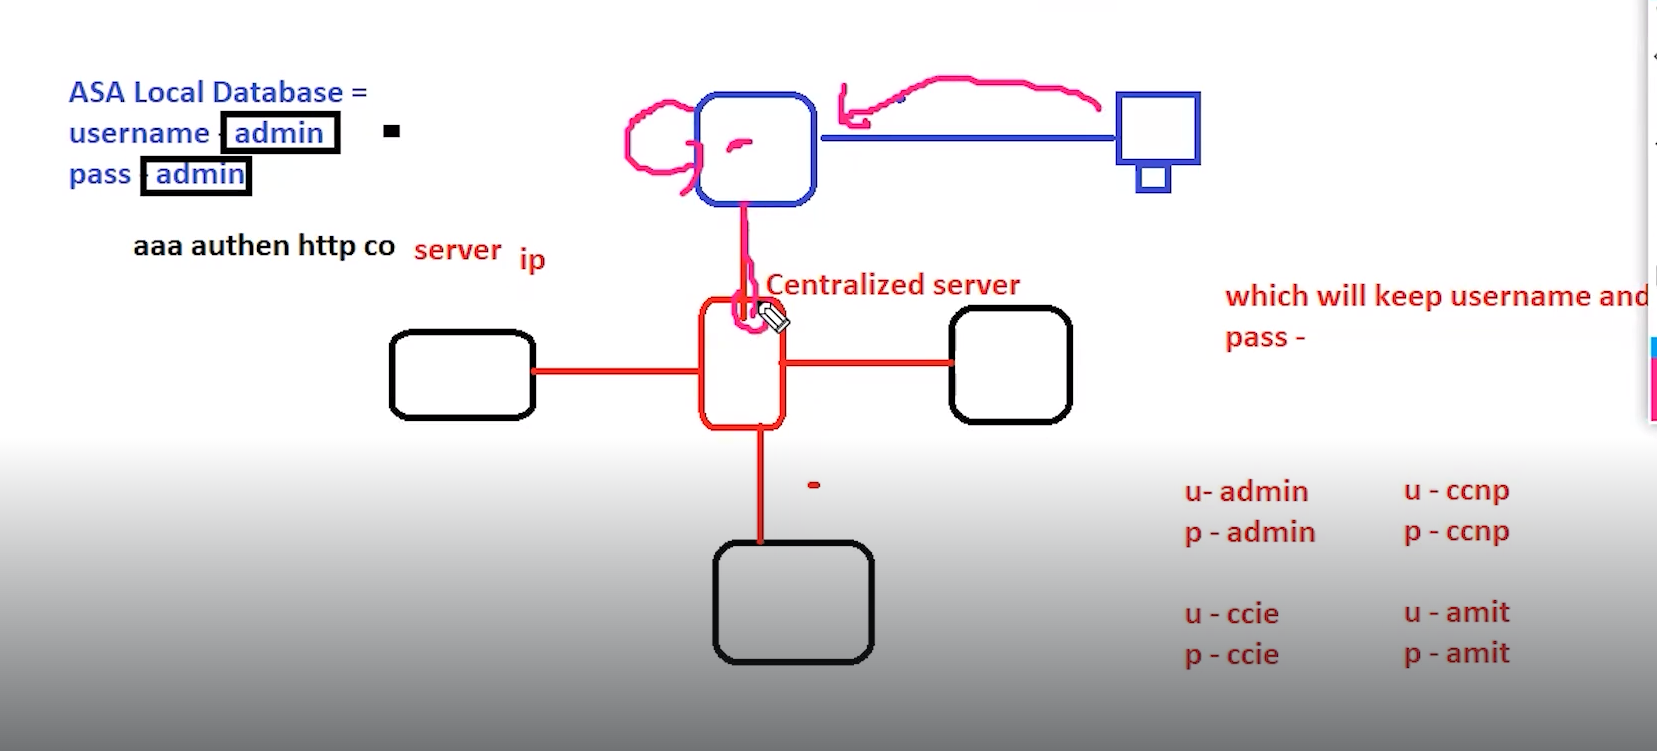 ASA Local Database =
username - admin
pass - admin
aaa authen http co server ip
Centralized server
which will keep username and
pass -
u- admin
p - admin
u - ccnp
p - ccnp
u - ccie
p - ccie
u - amit
p - amit